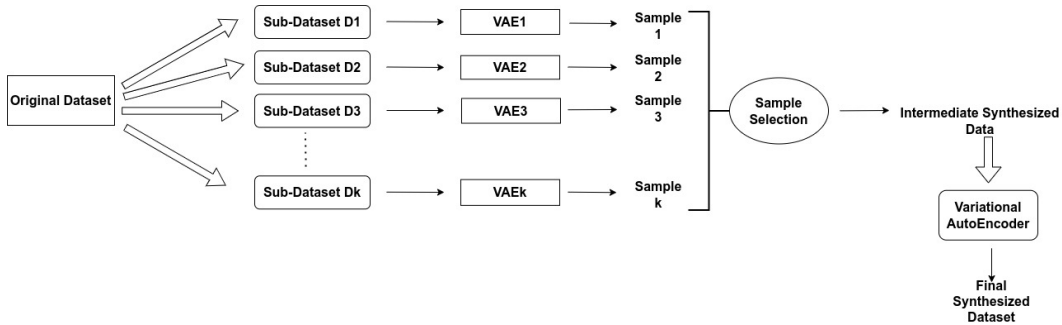 Original Dataset
Sub-Dataset D1
VAE1
Sample
1
Sub-Dataset D2
VAE2
Sample
2
Sub-Dataset D3
VAE3
Sample
3
Sub-Dataset Dk
VAEk
Sample
k
Sample
Selection
Intermediate Synthesized
Data
Variational
AutoEncoder
Final
Synthesized
Dataset